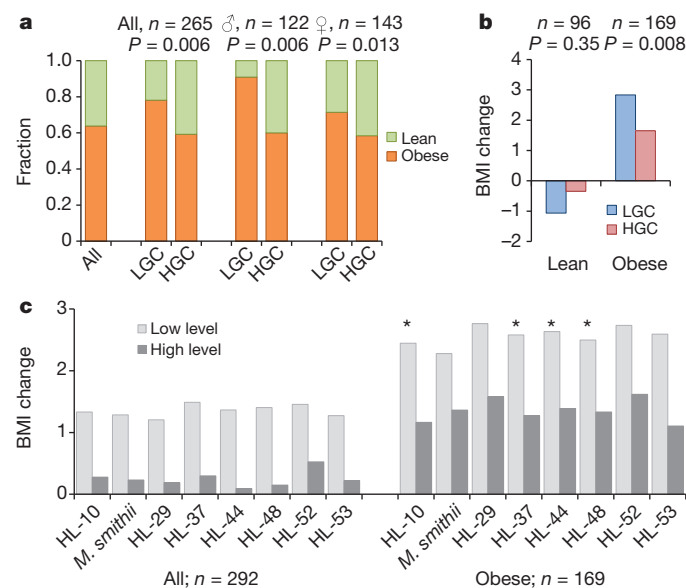 a
All, n = 265 ♂, n = 122 ♀, n = 143
P = 0.006 P = 0.006 P = 0.013
1.0
0.8
0.6
0.4
0.2
0
Fraction
Lean
Obese
All
LGC
HGC
LGC
HGC
LGC
HGC
b
n = 96 n = 169
P = 0.35 P = 0.008
4
3
2
1
0
−1
−2
BMI change
LGC
HGC
Lean Obese
c
3
2
1
0
BMI change
Low level
High level
* * * *
HL-10
M. smithii
HL-29
HL-37
HL-44
HL-48
HL-52
HL-53
HL-10
M. smithii
HL-29
HL-37
HL-44
HL-48
HL-52
HL-53
All; n = 292 Obese; n = 169